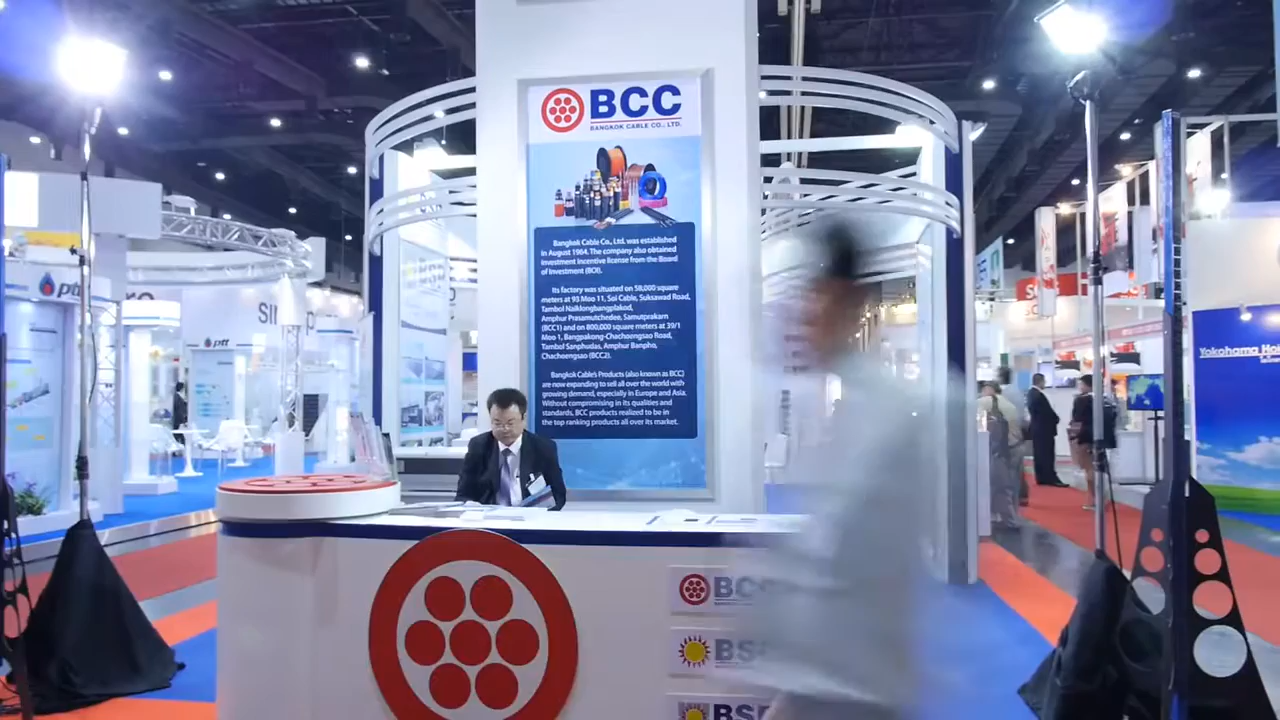 BCC
BANGKOK CABLE CO., LTD.
Bangkok Cable Co., Ltd. was established
in August 1964. The company also obtained
investment incentive license from the Board
of Investment (BOI).
Its factory was situated on 58,000 square
meters at 93 Moo 11, Soi Cable, Suksawad Road,
Tambol Naiklongbangplakod,
Amphur Prasamutchedee, Samutprakarn
(BCC1) and on 800,000 square meters at 39/1
Moo 1, Bangpakong-Chachoengsao Road,
Tambol Sanphudas, Amphur Banpho,
Chachoengsao (BCC2).
Bangkok Cable's Products (also known as BCC)
are now expanding to sell all over the world with
growing demand, especially in Europe and Asia.
Without compromising in its qualities and
standards, BCC products realized to be in
the top ranking products all over its market.
ptt
ptt
Yokohama
BCC